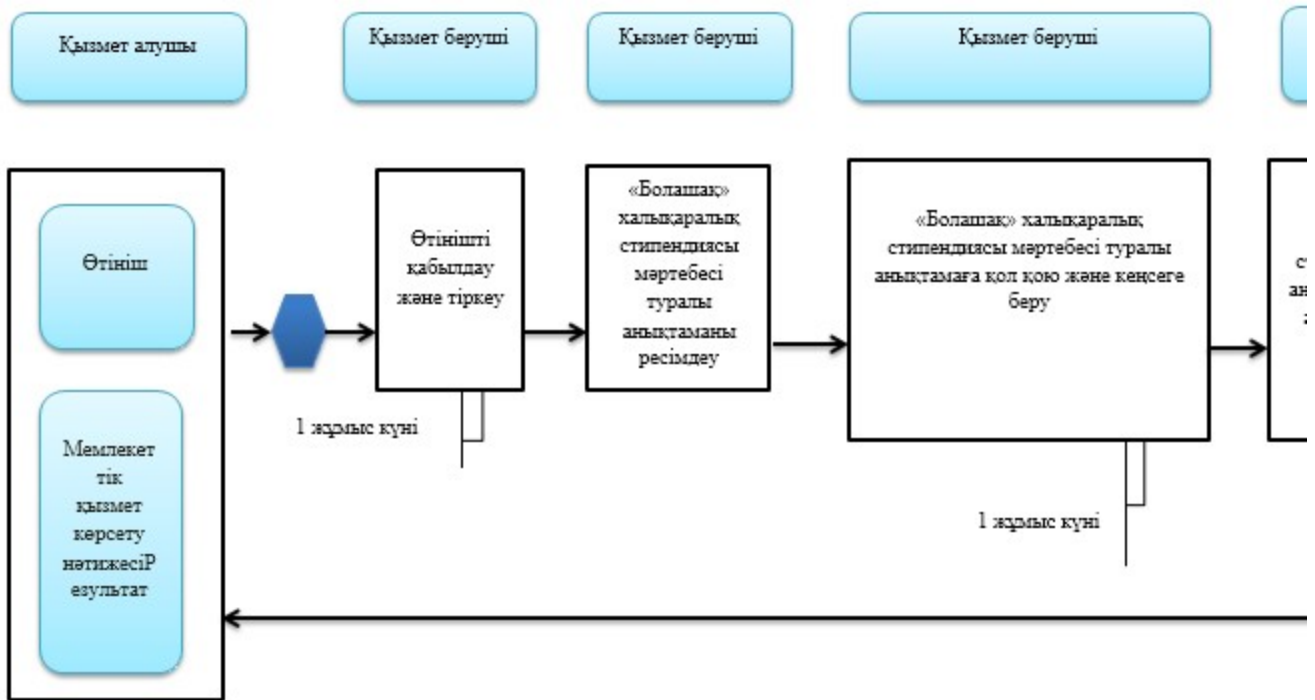 Қызмет алушы
Қызмет беруші
Қызмет беруші
Қызмет беруші
Өтініш
Мемлекет
тік
қызмет
көрсету
нәтижесіР
езультат
Өтінішті
қабылдау
және тіркеу
1 жұмыс күні
«Болашақ»
халықаралық
стипендиясы
мәртебесі
туралы
анықтаманы
ресімдеу
«Болашақ» халықаралық
стипендиясы мәртебесі туралы
анықтамаға қол қою және кеңсеге
беру
1 жұмыс күні